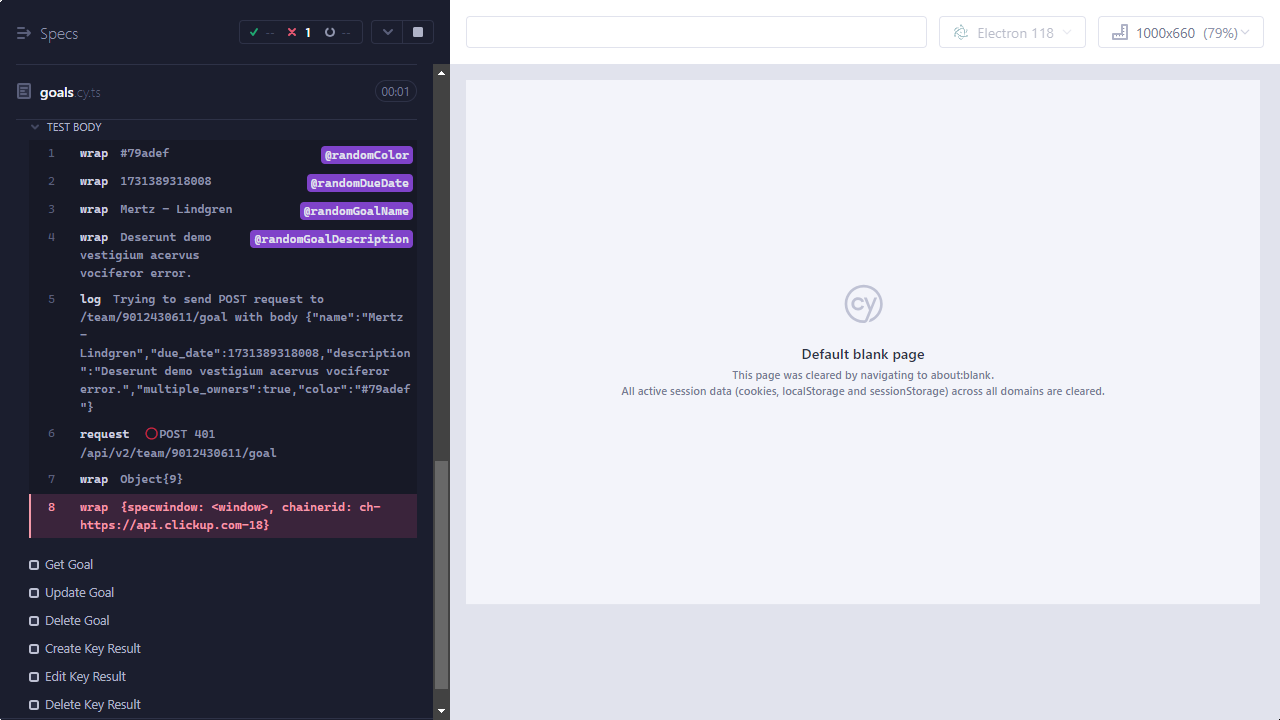 Specs
--
1
--
Electron 118
1000x660 (79%)
goals.cy.ts
00:01
TEST BODY
1 wrap #79adef @randomColor
2 wrap 1731389318008 @randomDueDate
3 wrap Mertz - Lindgren @randomGoalName
4 wrap Deserunt demo @randomGoalDescription
vestigium acervus
vociferor error.
5 log Trying to send POST request to
/team/9012430611/goal with body {"name":"Mertz
-
Lindgren","due_date":1731389318008,"description
":"Deserunt demo vestigium acervus vociferor
error.","multiple_owners":true,"color":"#79adef
"}
6 request POST 401
/api/v2/team/9012430611/goal
7 wrap Object{9}
8 wrap {specwindow: <window>, chainerid: ch-
https://api.clickup.com-18}
Get Goal
Update Goal
Delete Goal
Create Key Result
Edit Key Result
Delete Key Result
cy
Default blank page
This page was cleared by navigating to about:blank.
All active session data (cookies, localStorage and sessionStorage) across all domains are cleared.